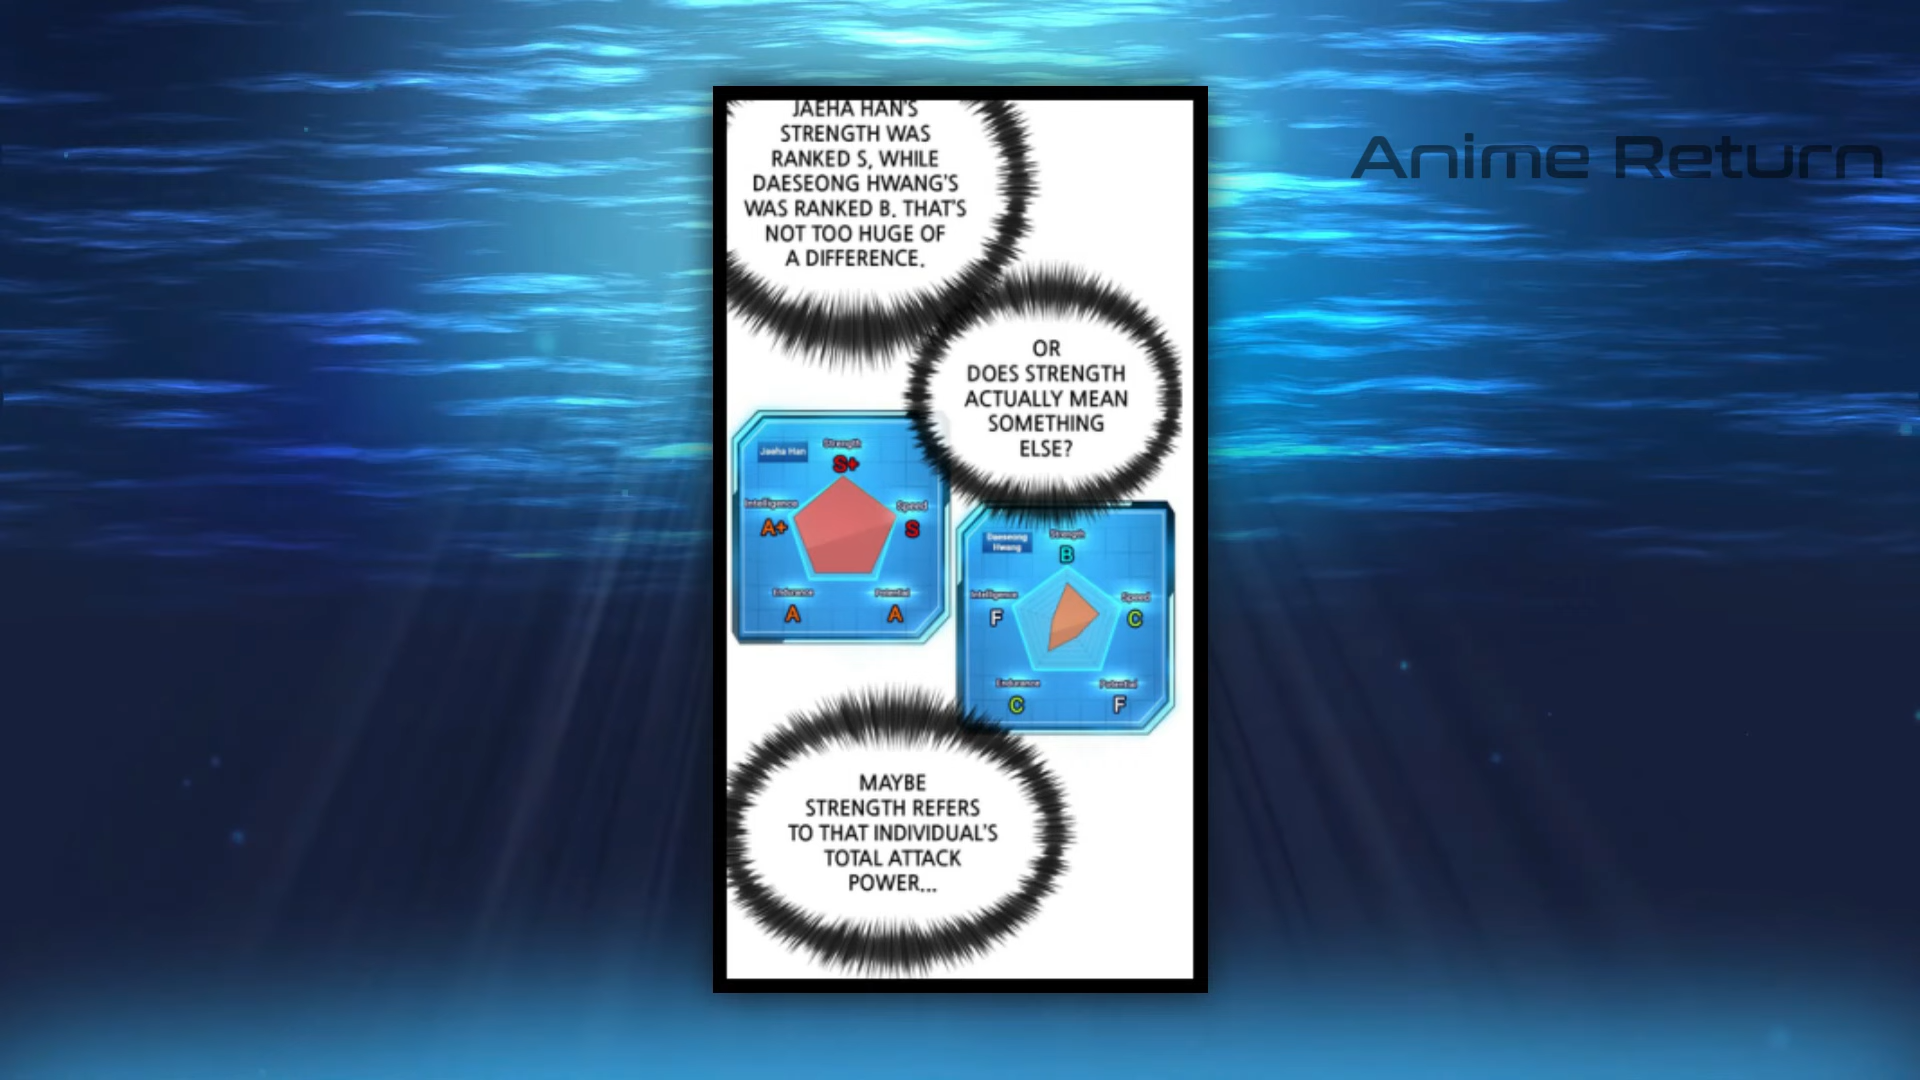 JAEHA HAN'S
STRENGTH WAS
RANKED S, WHILE
DAESEONG HWANG'S
WAS RANKED B. THAT'S
NOT TOO HUGE OF
A DIFFERENCE.
Anime Return
OR
DOES STRENGTH
ACTUALLY MEAN
SOMETHING
ELSE?
Jaeha Han
Strength
S+
Intelligence
A+
Speed
S
Endurance
A
Potential
A
Daeseong
Hwang
Strength
B
Intelligence
F
Speed
C
Endurance
C
Potential
F
MAYBE
STRENGTH REFERS
TO THAT INDIVIDUAL'S
TOTAL ATTACK
POWER...